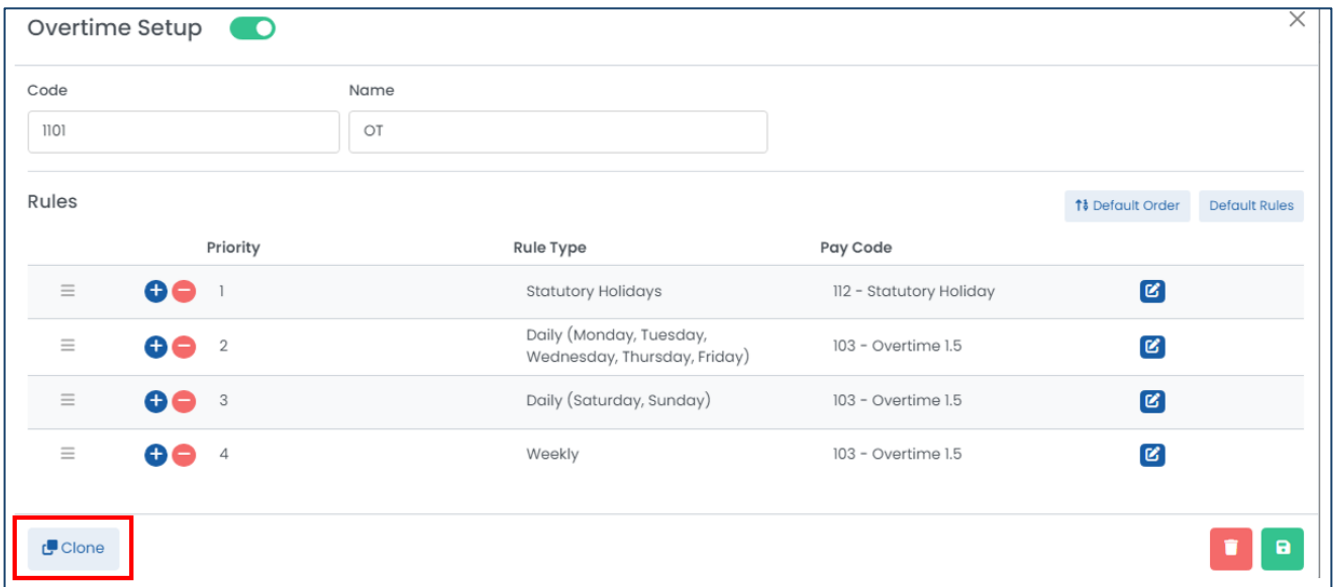 Overtime Setup
Code Name
1101 OT
Rules Default Order Default Rules
Priority Rule Type Pay Code
1 Statutory Holidays 112 - Statutory Holiday
2 Daily (Monday, Tuesday, Wednesday, Thursday, Friday) 103 - Overtime 1.5
3 Daily (Saturday, Sunday) 103 - Overtime 1.5
4 Weekly 103 - Overtime 1.5
Clone